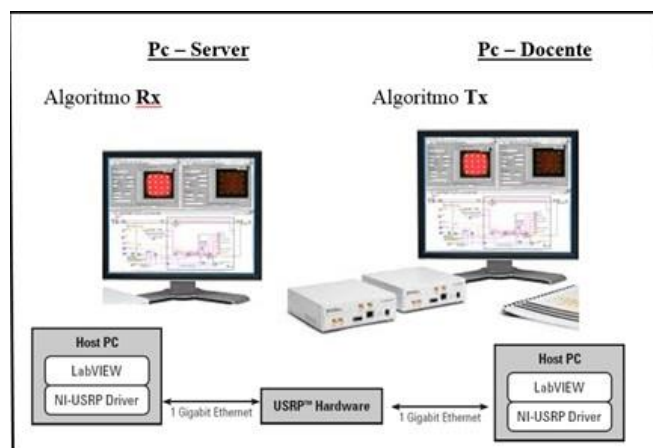 Pc – Server
Pc – Docente
Algoritmo Rx
Algoritmo Tx
Host PC
LabVIEW
NI-USRP Driver
1 Gigabit Ethernet
USRP™ Hardware
1 Gigabit Ethernet
Host PC
LabVIEW
NI-USRP Driver